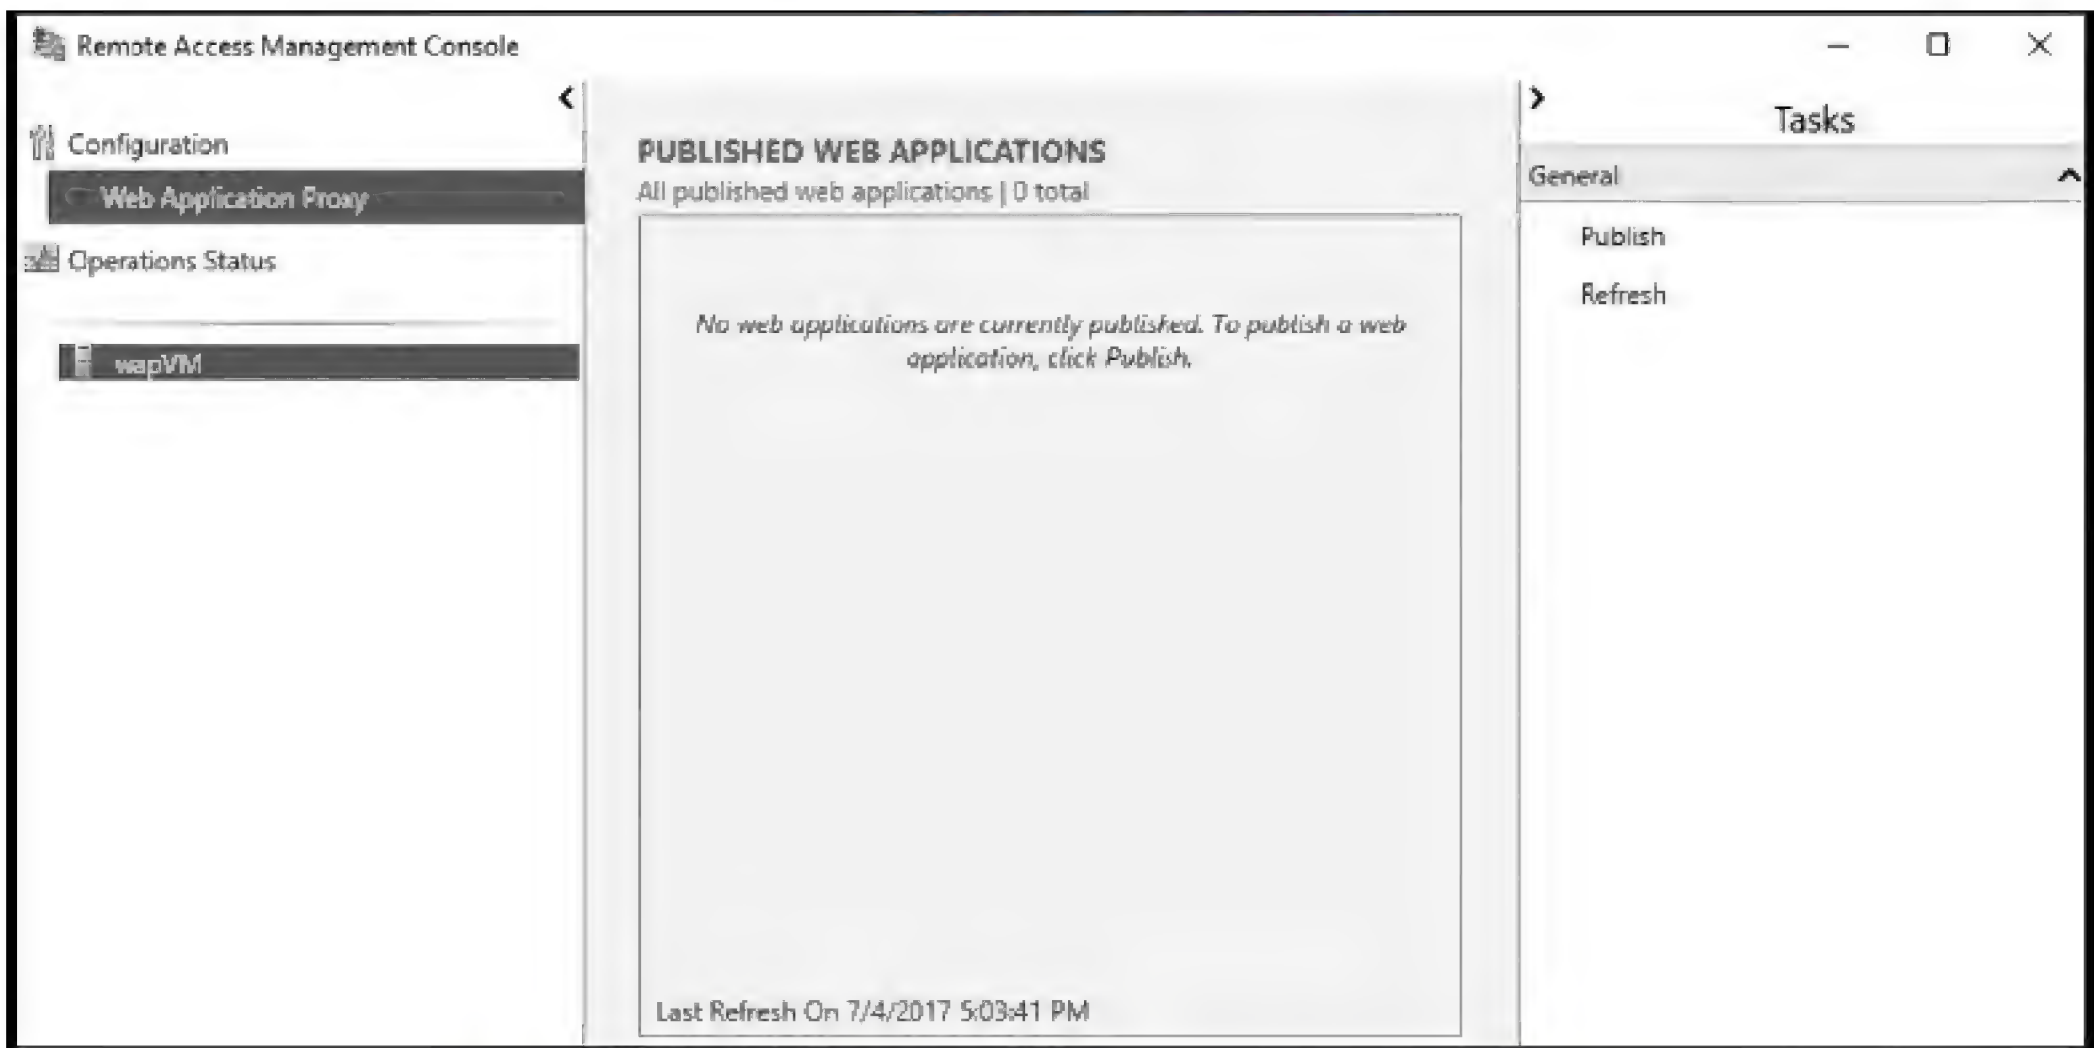 Remote Access Management Console
Configuration
Web Application Proxy
Operations Status
wapVM
PUBLISHED WEB APPLICATIONS
All published web applications | 0 total
No web applications are currently published. To publish a web
application, click Publish.
Last Refresh On 7/4/2017 5:03:41 PM
Tasks
General
Publish
Refresh